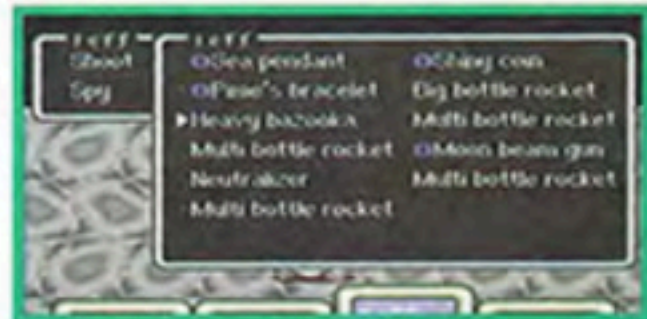 Jeff
Shoot
Spy
Jeff
Sea pendant
Shiny coin
Pixie's bracelet
Big bottle rocket
Heavy bazooka
Multi bottle rocket
Multi bottle rocket
Moon beam gun
Neutralizer
Multi bottle rocket
Multi bottle rocket